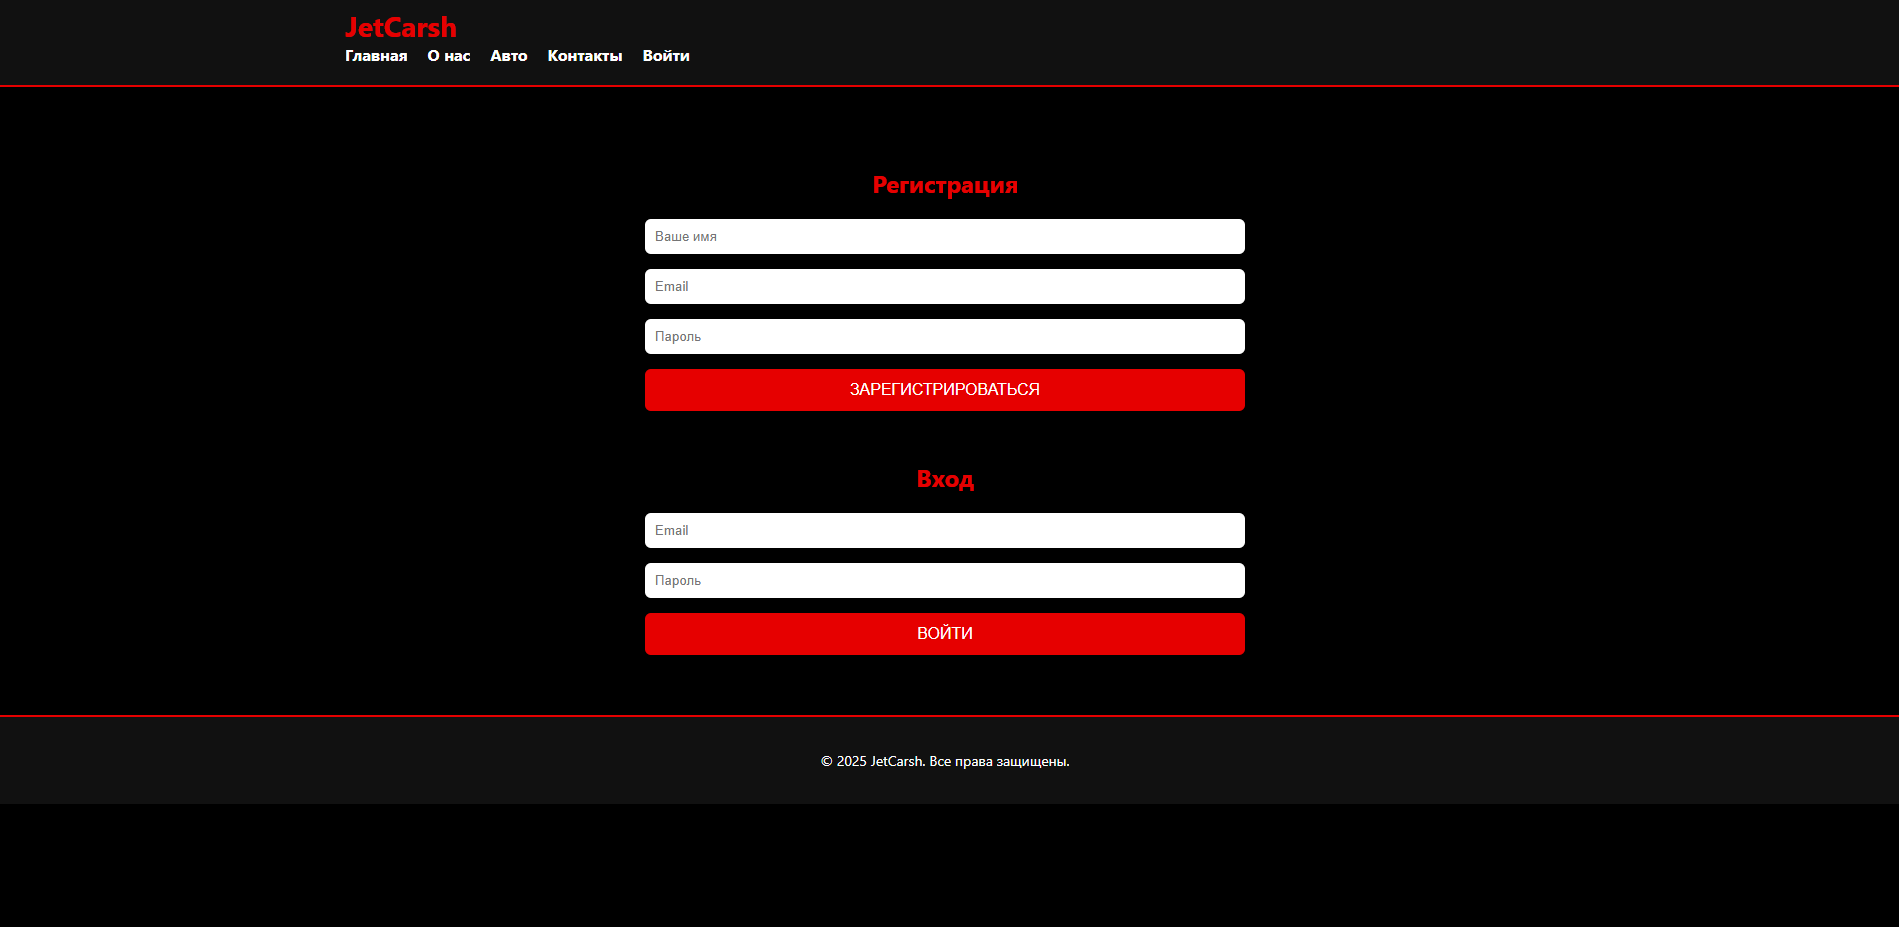 JetCarsh
Главная О нас Авто Контакты Войти
Регистрация
Ваше имя
Email
Пароль
ЗАРЕГИСТРИРОВАТЬСЯ
Вход
Email
Пароль
ВОЙТИ
© 2025 JetCarsh. Все права защищены.